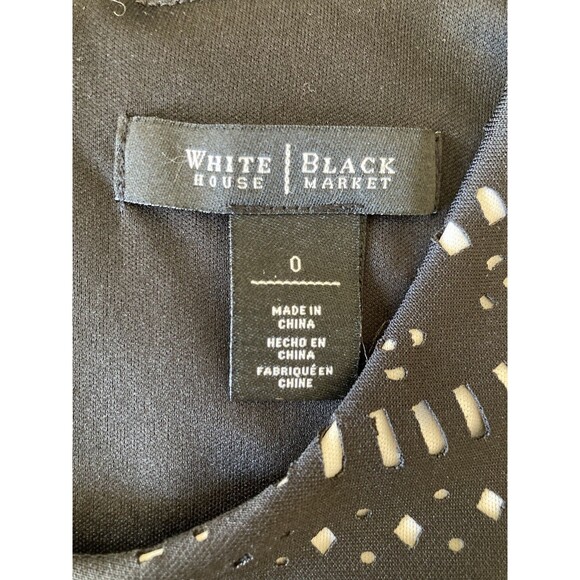 WHITE | BLACK
HOUSE | MARKET
0
MADE IN
CHINA
HECHO EN
CHINA
FABRIQUÉ EN
CHINE